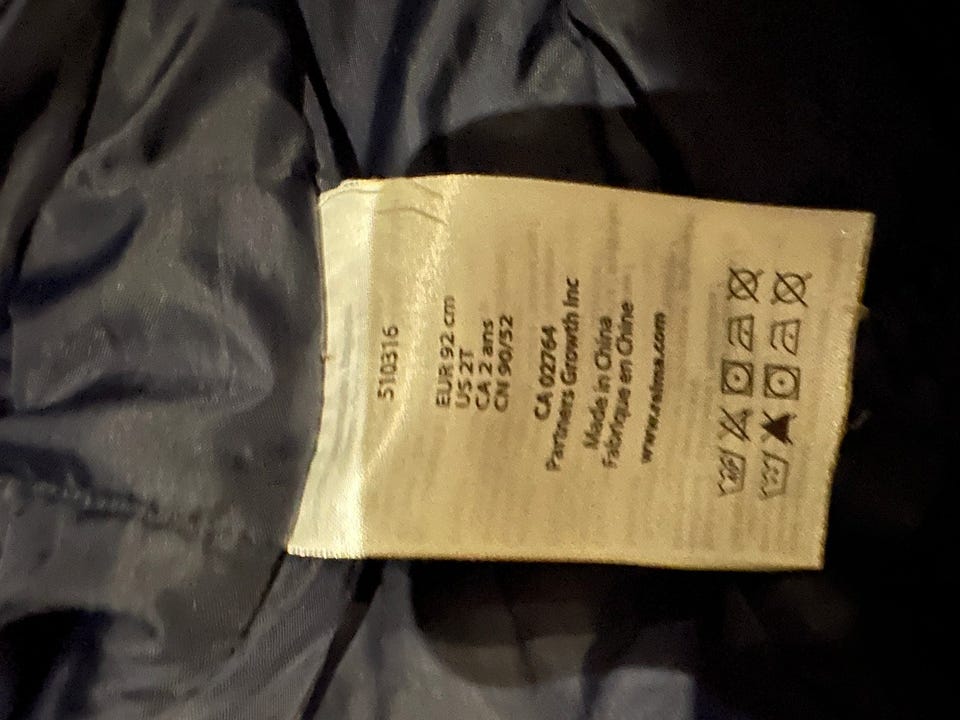 510316
EUR 92 cm
US 2T
CA 2 ans
CN 90/52
CA 02764
Partners Growth Inc
Made in China
Fabrique en Chine
www.reima.com